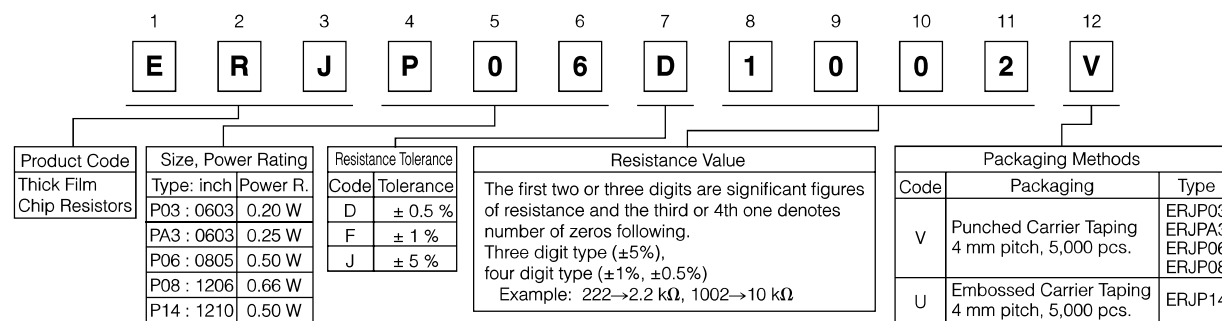 1 2 3 4 5 6 7 8 9 10 11 12
E R J P 0 6 D 1 0 0 2 V
Product Code
Thick Film
Chip Resistors
Size, Power Rating
Type: inch Power R.
P03 : 0603 0.20 W
PA3 : 0603 0.25 W
P06 : 0805 0.50 W
P08 : 1206 0.66 W
P14 : 1210 0.50 W
Resistance Tolerance
Code Tolerance
D ± 0.5 %
F ± 1 %
J ± 5 %
Resistance Value
The first two or three digits are significant figures
of resistance and the third or 4th one denotes
number of zeros following.
Three digit type (±5%),
four digit type (±1%, ±0.5%)
Example: 222→2.2 kΩ, 1002→10 kΩ
Packaging Methods
Code Packaging Type
V Punched Carrier Taping
4 mm pitch, 5,000 pcs.
ERJP03
ERJPA3
ERJP06
ERJP08
U Embossed Carrier Taping
4 mm pitch, 5,000 pcs.
ERJP14